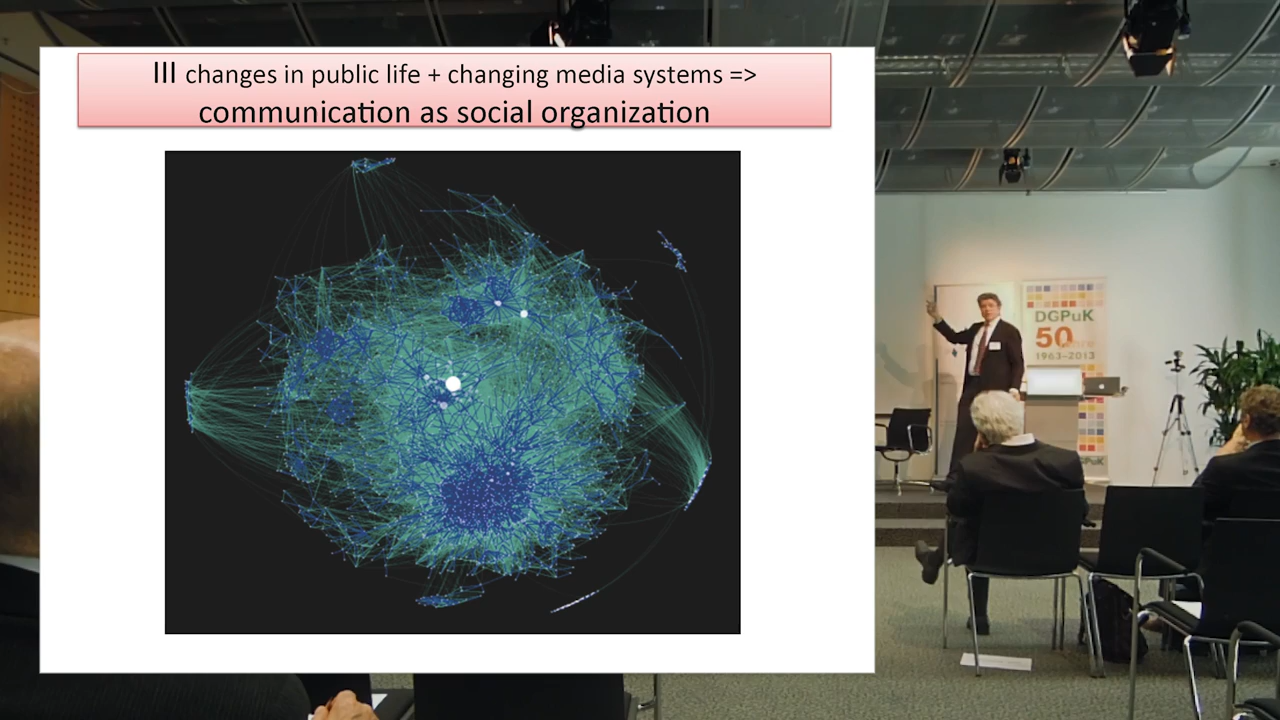 III changes in public life + changing media systems =>
communication as social organization
DGPuK
50
1963–2013